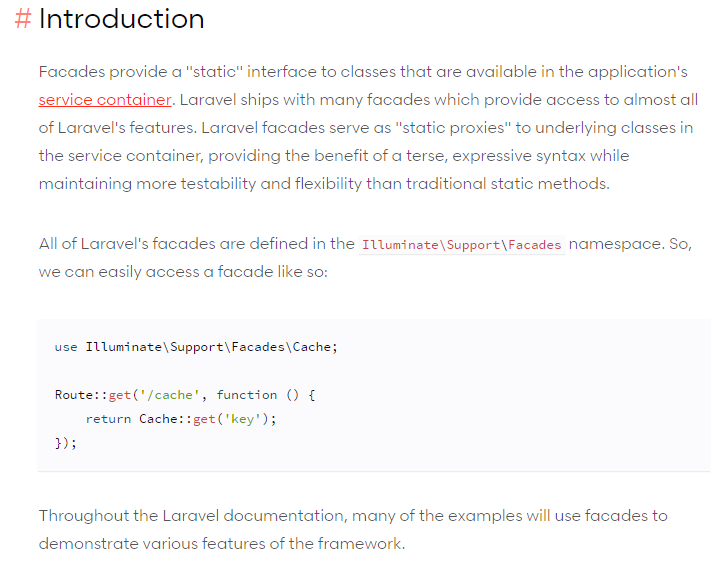 # Introduction
Facades provide a "static" interface to classes that are available in the application's
service container. Laravel ships with many facades which provide access to almost all
of Laravel's features. Laravel facades serve as "static proxies" to underlying classes in
the service container, providing the benefit of a terse, expressive syntax while
maintaining more testability and flexibility than traditional static methods.
All of Laravel's facades are defined in the Illuminate\Support\Facades namespace. So,
we can easily access a facade like so:
use Illuminate\Support\Facades\Cache;
Route::get('/cache', function () {
    return Cache::get('key');
});
Throughout the Laravel documentation, many of the examples will use facades to
demonstrate various features of the framework.